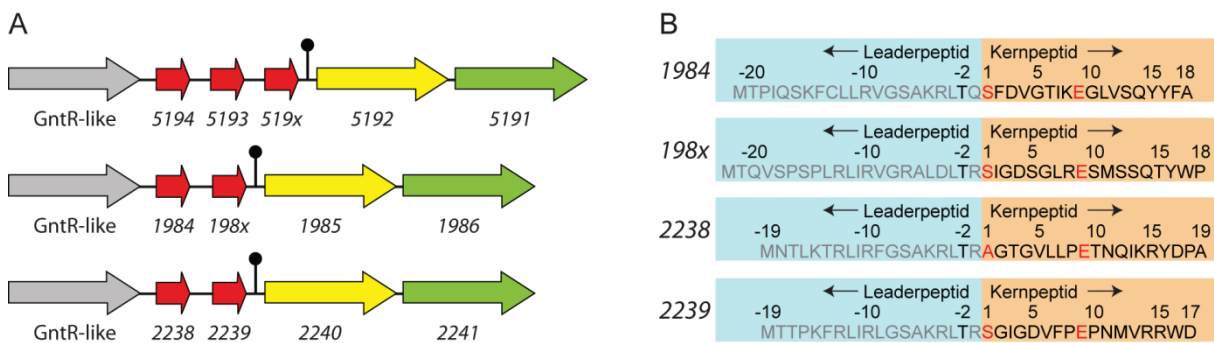 A
GntR-like 5194 5193 519x 5192 5191
GntR-like 1984 198x 1985 1986
GntR-like 2238 2239 2240 2241
B
1984
← Leaderpeptid Kernpeptid →
-20 -10 -2 1 5 10 15 18
MTPIQSKFCLLRVGSAKRLTQSFDVGTIKEGLVSQYYFA
198x
← Leaderpeptid Kernpeptid →
-20 -10 -2 1 5 10 15 18
MTQVSPSPLRLIRVGRALDLTRSIGDSGLRESMSSQTYWP
2238
← Leaderpeptid Kernpeptid →
-19 -10 -2 1 5 10 15 19
MNTLKTRLIRFGSAKRLTRAGTGVLLPETNQIKRYDPA
2239
← Leaderpeptid Kernpeptid →
-19 -10 -2 1 5 10 15 17
MTTPKFRLIRLGSAKRLTRSGIGDVFPEPNMVRRWD